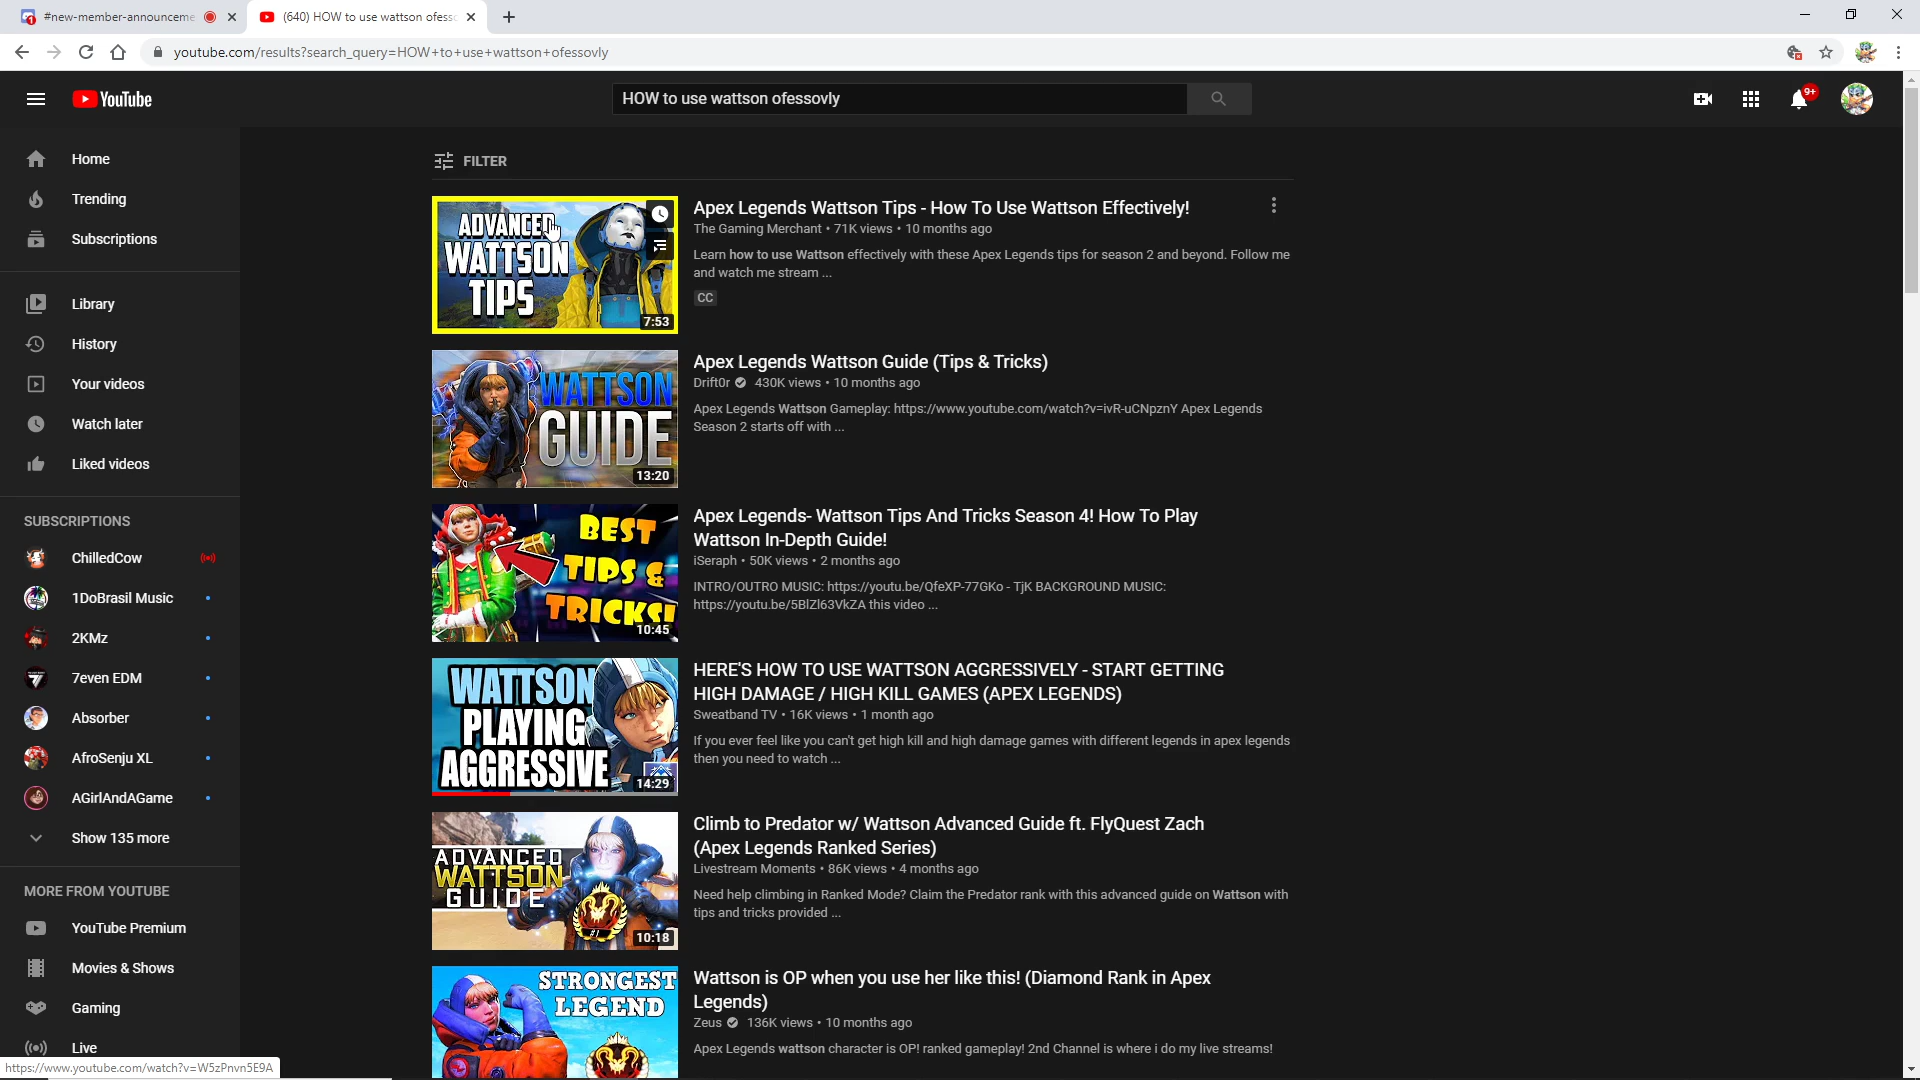 #new-member-announceme
(640) HOW to use wattson ofessc
youtube.com/results?search_query=HOW+to+use+wattson+ofessovly
YouTube
HOW to use wattson ofessovly
9+
Home
Trending
Subscriptions
Library
History
Your videos
Watch later
Liked videos
SUBSCRIPTIONS
ChilledCow
1DoBrasil Music
2KMz
7even EDM
Absorber
AfroSenju XL
AGirlAndAGame
Show 135 more
MORE FROM YOUTUBE
YouTube Premium
Movies & Shows
Gaming
Live
https://www.youtube.com/watch?v=W5zPnvn5E9A
FILTER
ADVANCED
WATTSON
TIPS
7:53
Apex Legends Wattson Tips - How To Use Wattson Effectively!
The Gaming Merchant • 71K views • 10 months ago
Learn how to use Wattson effectively with these Apex Legends tips for season 2 and beyond. Follow me
and watch me stream ...
CC
WATTSON
GUIDE
13:20
Apex Legends Wattson Guide (Tips & Tricks)
Drift0r 430K views • 10 months ago
Apex Legends Wattson Gameplay: https://www.youtube.com/watch?v=ivR-uCNpznY Apex Legends
Season 2 starts off with ...
BEST
TIPS &
TRICKS!
10:45
Apex Legends- Wattson Tips And Tricks Season 4! How To Play
Wattson In-Depth Guide!
iSeraph • 50K views • 2 months ago
INTRO/OUTRO MUSIC: https://youtu.be/QfeXP-77GKo - TjK BACKGROUND MUSIC:
https://youtu.be/5BlZl63VkZA this video ...
WATTSON
PLAYING
AGGRESSIVE
14:29
HERE'S HOW TO USE WATTSON AGGRESSIVELY - START GETTING
HIGH DAMAGE / HIGH KILL GAMES (APEX LEGENDS)
Sweatband TV • 16K views • 1 month ago
If you ever feel like you can't get high kill and high damage games with different legends in apex legends
then you need to watch ...
ADVANCED
WATTSON
GUIDE
#1
10:18
Climb to Predator w/ Wattson Advanced Guide ft. FlyQuest Zach
(Apex Legends Ranked Series)
Livestream Moments • 86K views • 4 months ago
Need help climbing in Ranked Mode? Claim the Predator rank with this advanced guide on Wattson with
tips and tricks provided ...
STRONGEST
LEGEND
Wattson is OP when you use her like this! (Diamond Rank in Apex
Legends)
Zeus 136K views • 10 months ago
Apex Legends wattson character is OP! ranked gameplay! 2nd Channel is where i do my live streams!